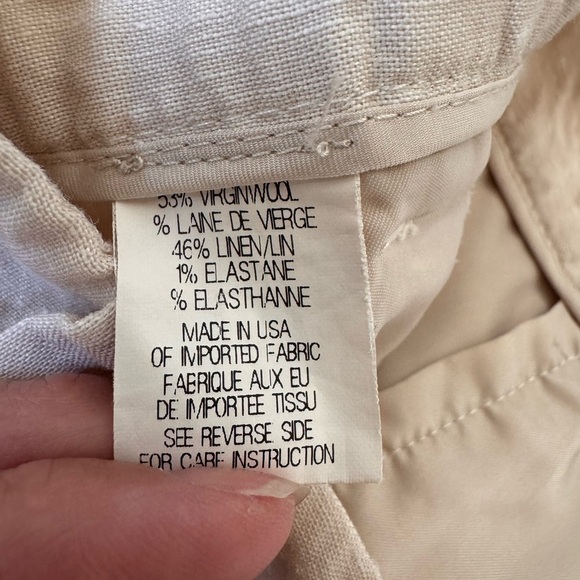 53% VIRGINWOOL
% LAINE DE VIERGE
46% LINEN/LIN
1% ELASTANE
% ELASTHANNE
MADE IN USA
OF IMPORTED FABRIC
FABRIQUE AUX EU
DE IMPORTEE TISSU
SEE REVERSE SIDE
FOR CARE INSTRUCTION